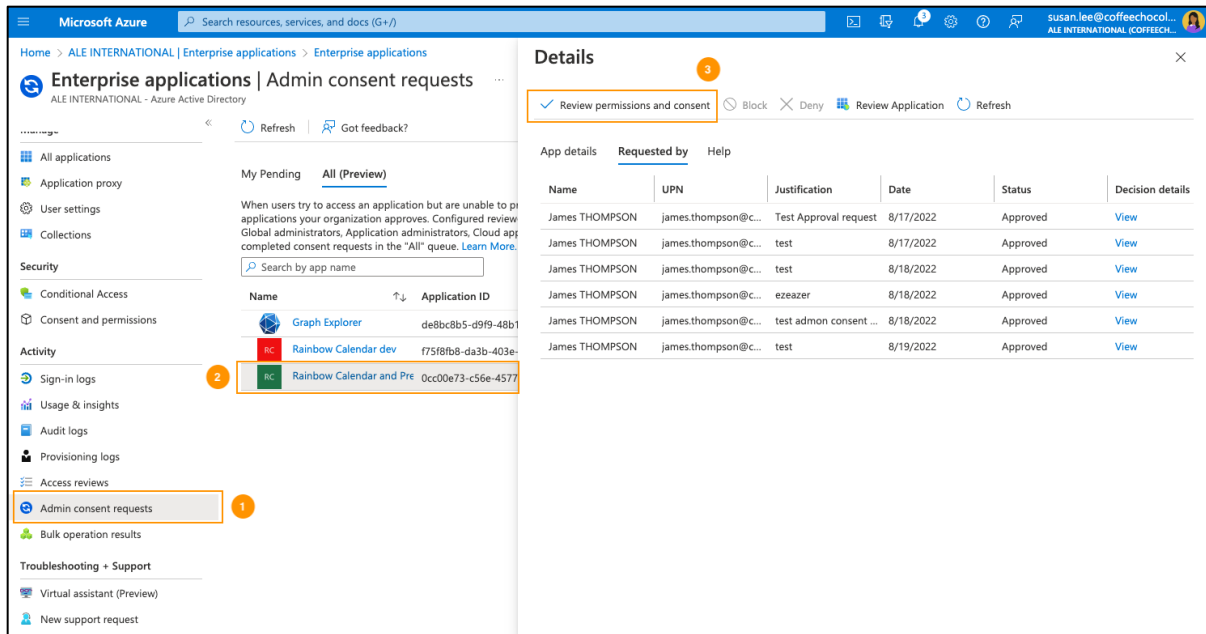 Microsoft Azure
Search resources, services, and docs (G+/)
3
susan.lee@coffeechocol...
ALE INTERNATIONAL (COFFEECH...
Home > ALE INTERNATIONAL | Enterprise applications > Enterprise applications
Enterprise applications | Admin consent requests ...
ALE INTERNATIONAL - Azure Active Directory
«
All applications
Application proxy
User settings
Collections
Security
Conditional Access
Consent and permissions
Activity
Sign-in logs
Usage & insights
Audit logs
Provisioning logs
Access reviews
Admin consent requests
1
Bulk operation results
Troubleshooting + Support
Virtual assistant (Preview)
New support request
Refresh
Got feedback?
My Pending
All (Preview)
When users try to access an application but are unable to
applications your organization approves. Configured
Global administrators, Application administrators, Cloud
completed consent requests in the "All" queue. Learn More.
Search by app name
Name ↑↓ Application ID
Graph Explorer de8bc8b5-d9f9-48b1
RC Rainbow Calendar dev f75f8fb8-da3b-403e-
2
RC Rainbow Calendar and Pre 0cc00e73-c56e-4577
Details
3
Review permissions and consent
Block
Deny
Review Application
Refresh
App details
Requested by
Help
Name UPN Justification Date Status Decision details
James THOMPSON james.thompson@c... Test Approval request 8/17/2022 Approved View
James THOMPSON james.thompson@c... test 8/17/2022 Approved View
James THOMPSON james.thompson@c... test 8/18/2022 Approved View
James THOMPSON james.thompson@c... ezeazer 8/18/2022 Approved View
James THOMPSON james.thompson@c... test admon consent ... 8/18/2022 Approved View
James THOMPSON james.thompson@c... test 8/19/2022 Approved View